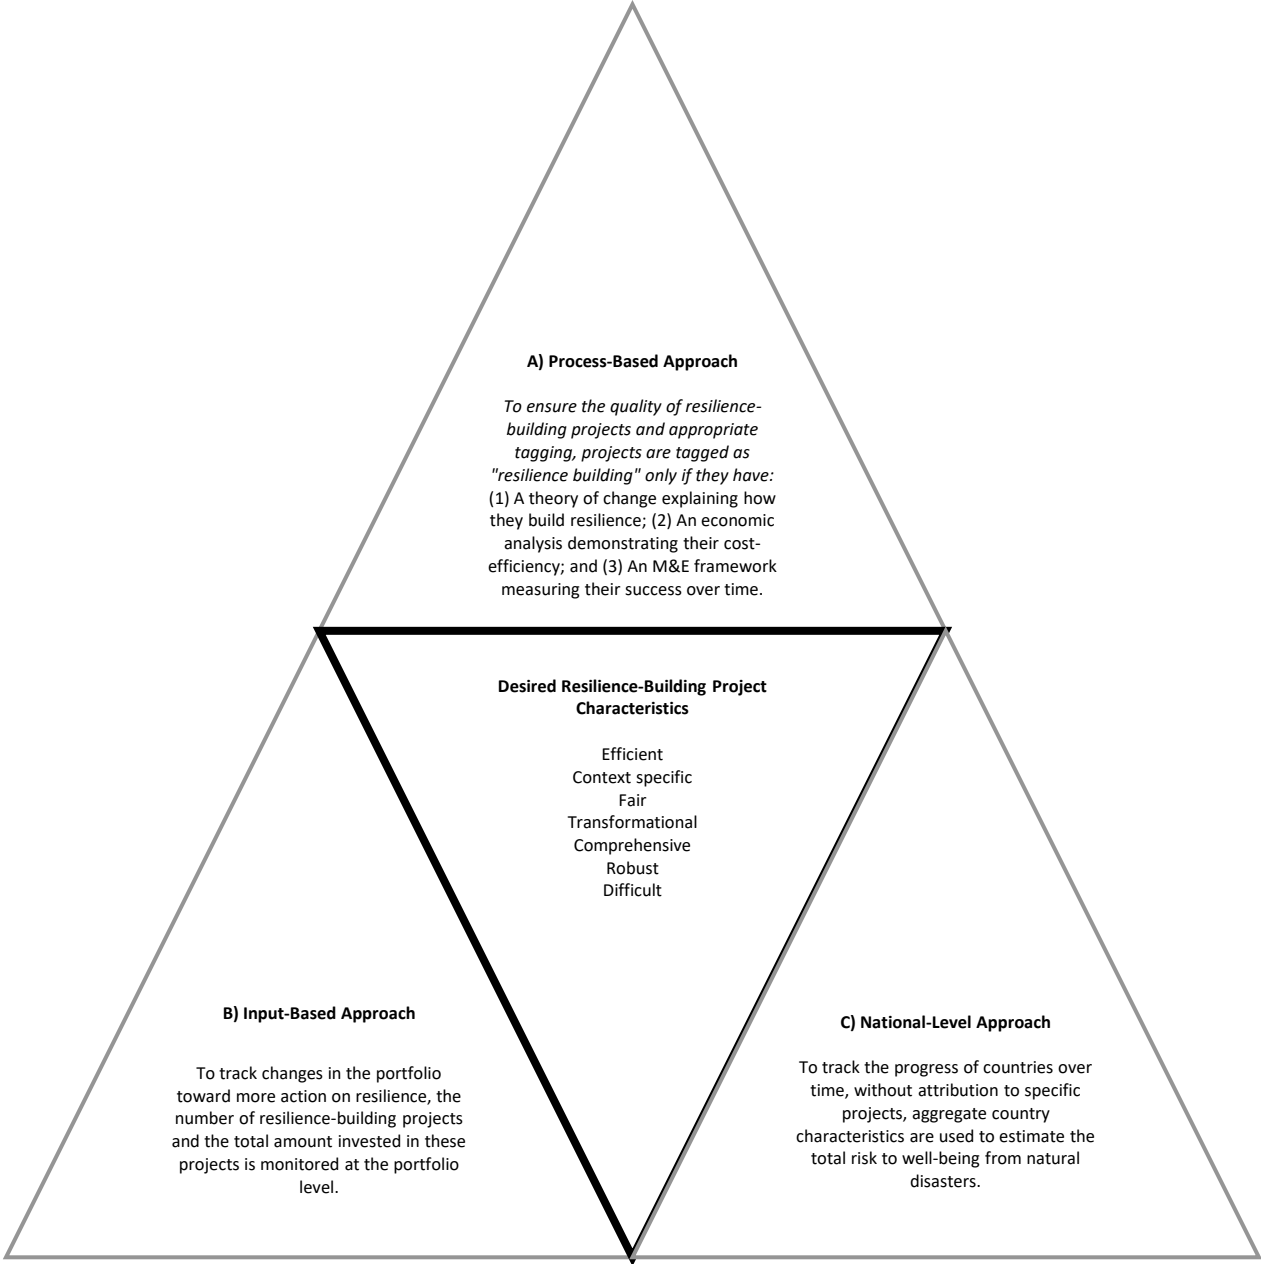 A) Process-Based Approach
To ensure the quality of resilience-
building projects and appropriate
tagging, projects are tagged as
"resilience building" only if they have:
(1) A theory of change explaining how
they build resilience; (2) An economic
analysis demonstrating their cost-
efficiency; and (3) An M&E framework
measuring their success over time.
Desired Resilience-Building Project
Characteristics
Efficient
Context specific
Fair
Transformational
Comprehensive
Robust
Difficult
B) Input-Based Approach
To track changes in the portfolio
toward more action on resilience, the
number of resilience-building projects
and the total amount invested in these
projects is monitored at the portfolio
level.
C) National-Level Approach
To track the progress of countries over
time, without attribution to specific
projects, aggregate country
characteristics are used to estimate the
total risk to well-being from natural
disasters.